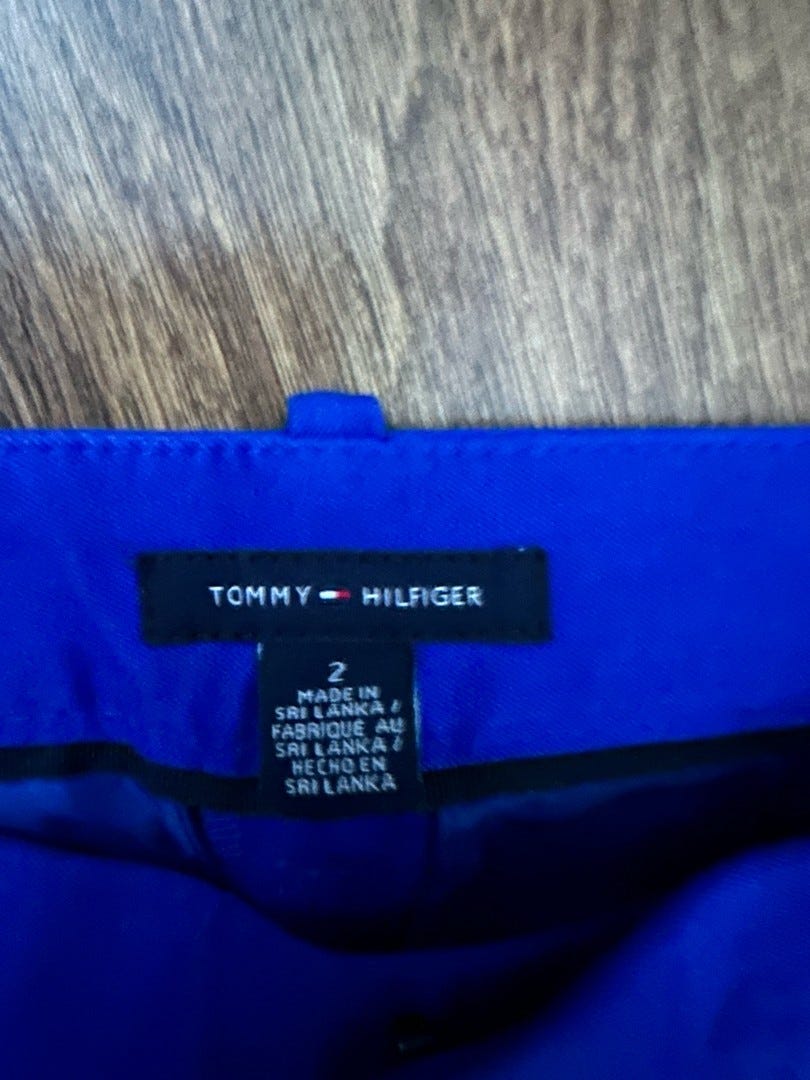 TOMMY HILFIGER
2
MADE IN
SRI LANKA /
FABRIQUE AU
SRI LANKA /
HECHO EN
SRI LANKA